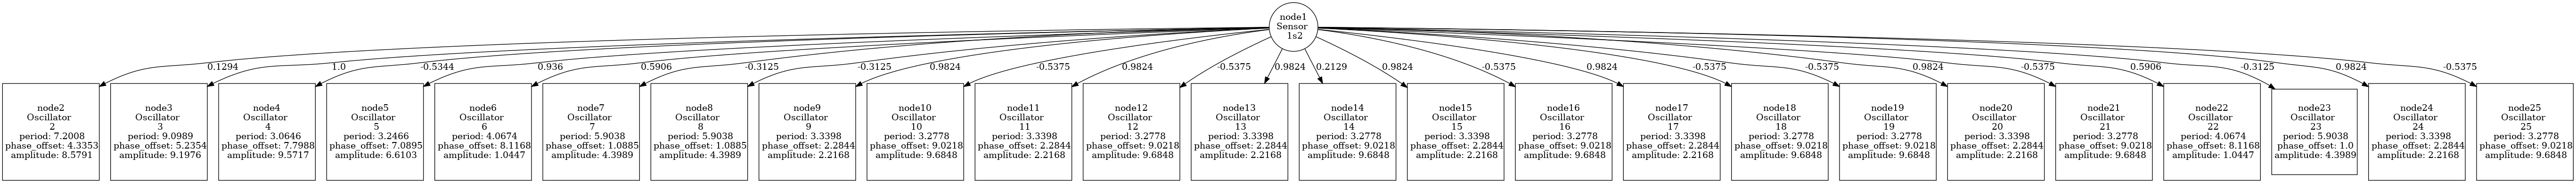 node1
Sensor
1s2
0.1294
1.0
-0.5344
0.936
0.5906
-0.3125
-0.3125
0.9824
-0.5375
0.9824
-0.5375
0.9824
0.2129
0.9824
-0.5375
0.9824
-0.5375
-0.5375
0.9824
-0.5375
0.5906
-0.3125
0.9824
-0.5375
node2
Oscillator
2
period: 7.2008
phase_offset: 4.3353
amplitude: 8.5791
node3
Oscillator
3
period: 9.0989
phase_offset: 5.2354
amplitude: 9.1976
node4
Oscillator
4
period: 3.0646
phase_offset: 7.7988
amplitude: 9.5717
node5
Oscillator
5
period: 3.2466
phase_offset: 7.0895
amplitude: 6.6103
node6
Oscillator
6
period: 4.0674
phase_offset: 8.1168
amplitude: 1.0447
node7
Oscillator
7
period: 5.9038
phase_offset: 1.0885
amplitude: 4.3989
node8
Oscillator
8
period: 5.9038
phase_offset: 1.0885
amplitude: 4.3989
node9
Oscillator
9
period: 3.3398
phase_offset: 2.2844
amplitude: 2.2168
node10
Oscillator
10
period: 3.2778
phase_offset: 9.0218
amplitude: 9.6848
node11
Oscillator
11
period: 3.3398
phase_offset: 2.2844
amplitude: 2.2168
node12
Oscillator
12
period: 3.2778
phase_offset: 9.0218
amplitude: 9.6848
node13
Oscillator
13
period: 3.3398
phase_offset: 2.2844
amplitude: 2.2168
node14
Oscillator
14
period: 3.2778
phase_offset: 9.0218
amplitude: 9.6848
node15
Oscillator
15
period: 3.3398
phase_offset: 2.2844
amplitude: 2.2168
node16
Oscillator
16
period: 3.2778
phase_offset: 9.0218
amplitude: 9.6848
node17
Oscillator
17
period: 3.3398
phase_offset: 2.2844
amplitude: 2.2168
node18
Oscillator
18
period: 3.2778
phase_offset: 9.0218
amplitude: 9.6848
node19
Oscillator
19
period: 3.2778
phase_offset: 9.0218
amplitude: 9.6848
node20
Oscillator
20
period: 3.3398
phase_offset: 2.2844
amplitude: 2.2168
node21
Oscillator
21
period: 3.2778
phase_offset: 9.0218
amplitude: 9.6848
node22
Oscillator
22
period: 4.0674
phase_offset: 8.1168
amplitude: 1.0447
node23
Oscillator
23
period: 5.9038
phase_offset: 1.0
amplitude: 4.3989
node24
Oscillator
24
period: 3.3398
phase_offset: 2.2844
amplitude: 2.2168
node25
Oscillator
25
period: 3.2778
phase_offset: 9.0218
amplitude: 9.6848